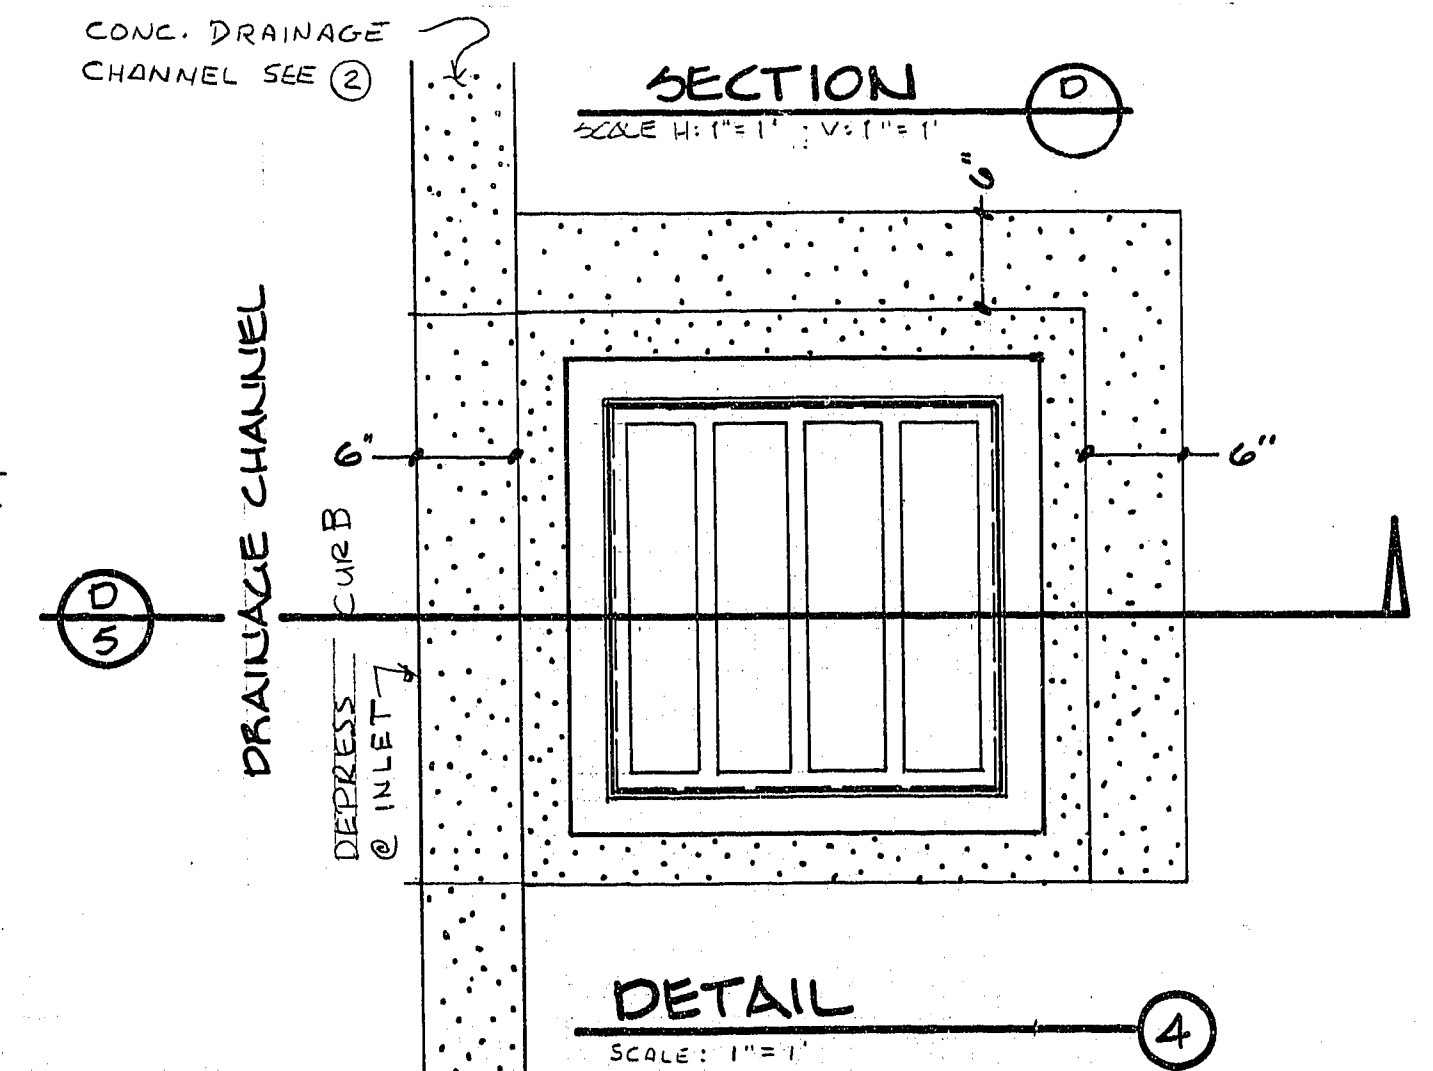 CONC. DRAINAGE
CHANNEL SEE 2
SECTION
D
SCALE H: 1"=1' : V: 1"=1'
6"
6"
6"
DRAINAGE CHANNEL
DEPRESS CURB
@ INLET
D
5
DETAIL
4
SCALE: 1"=1'